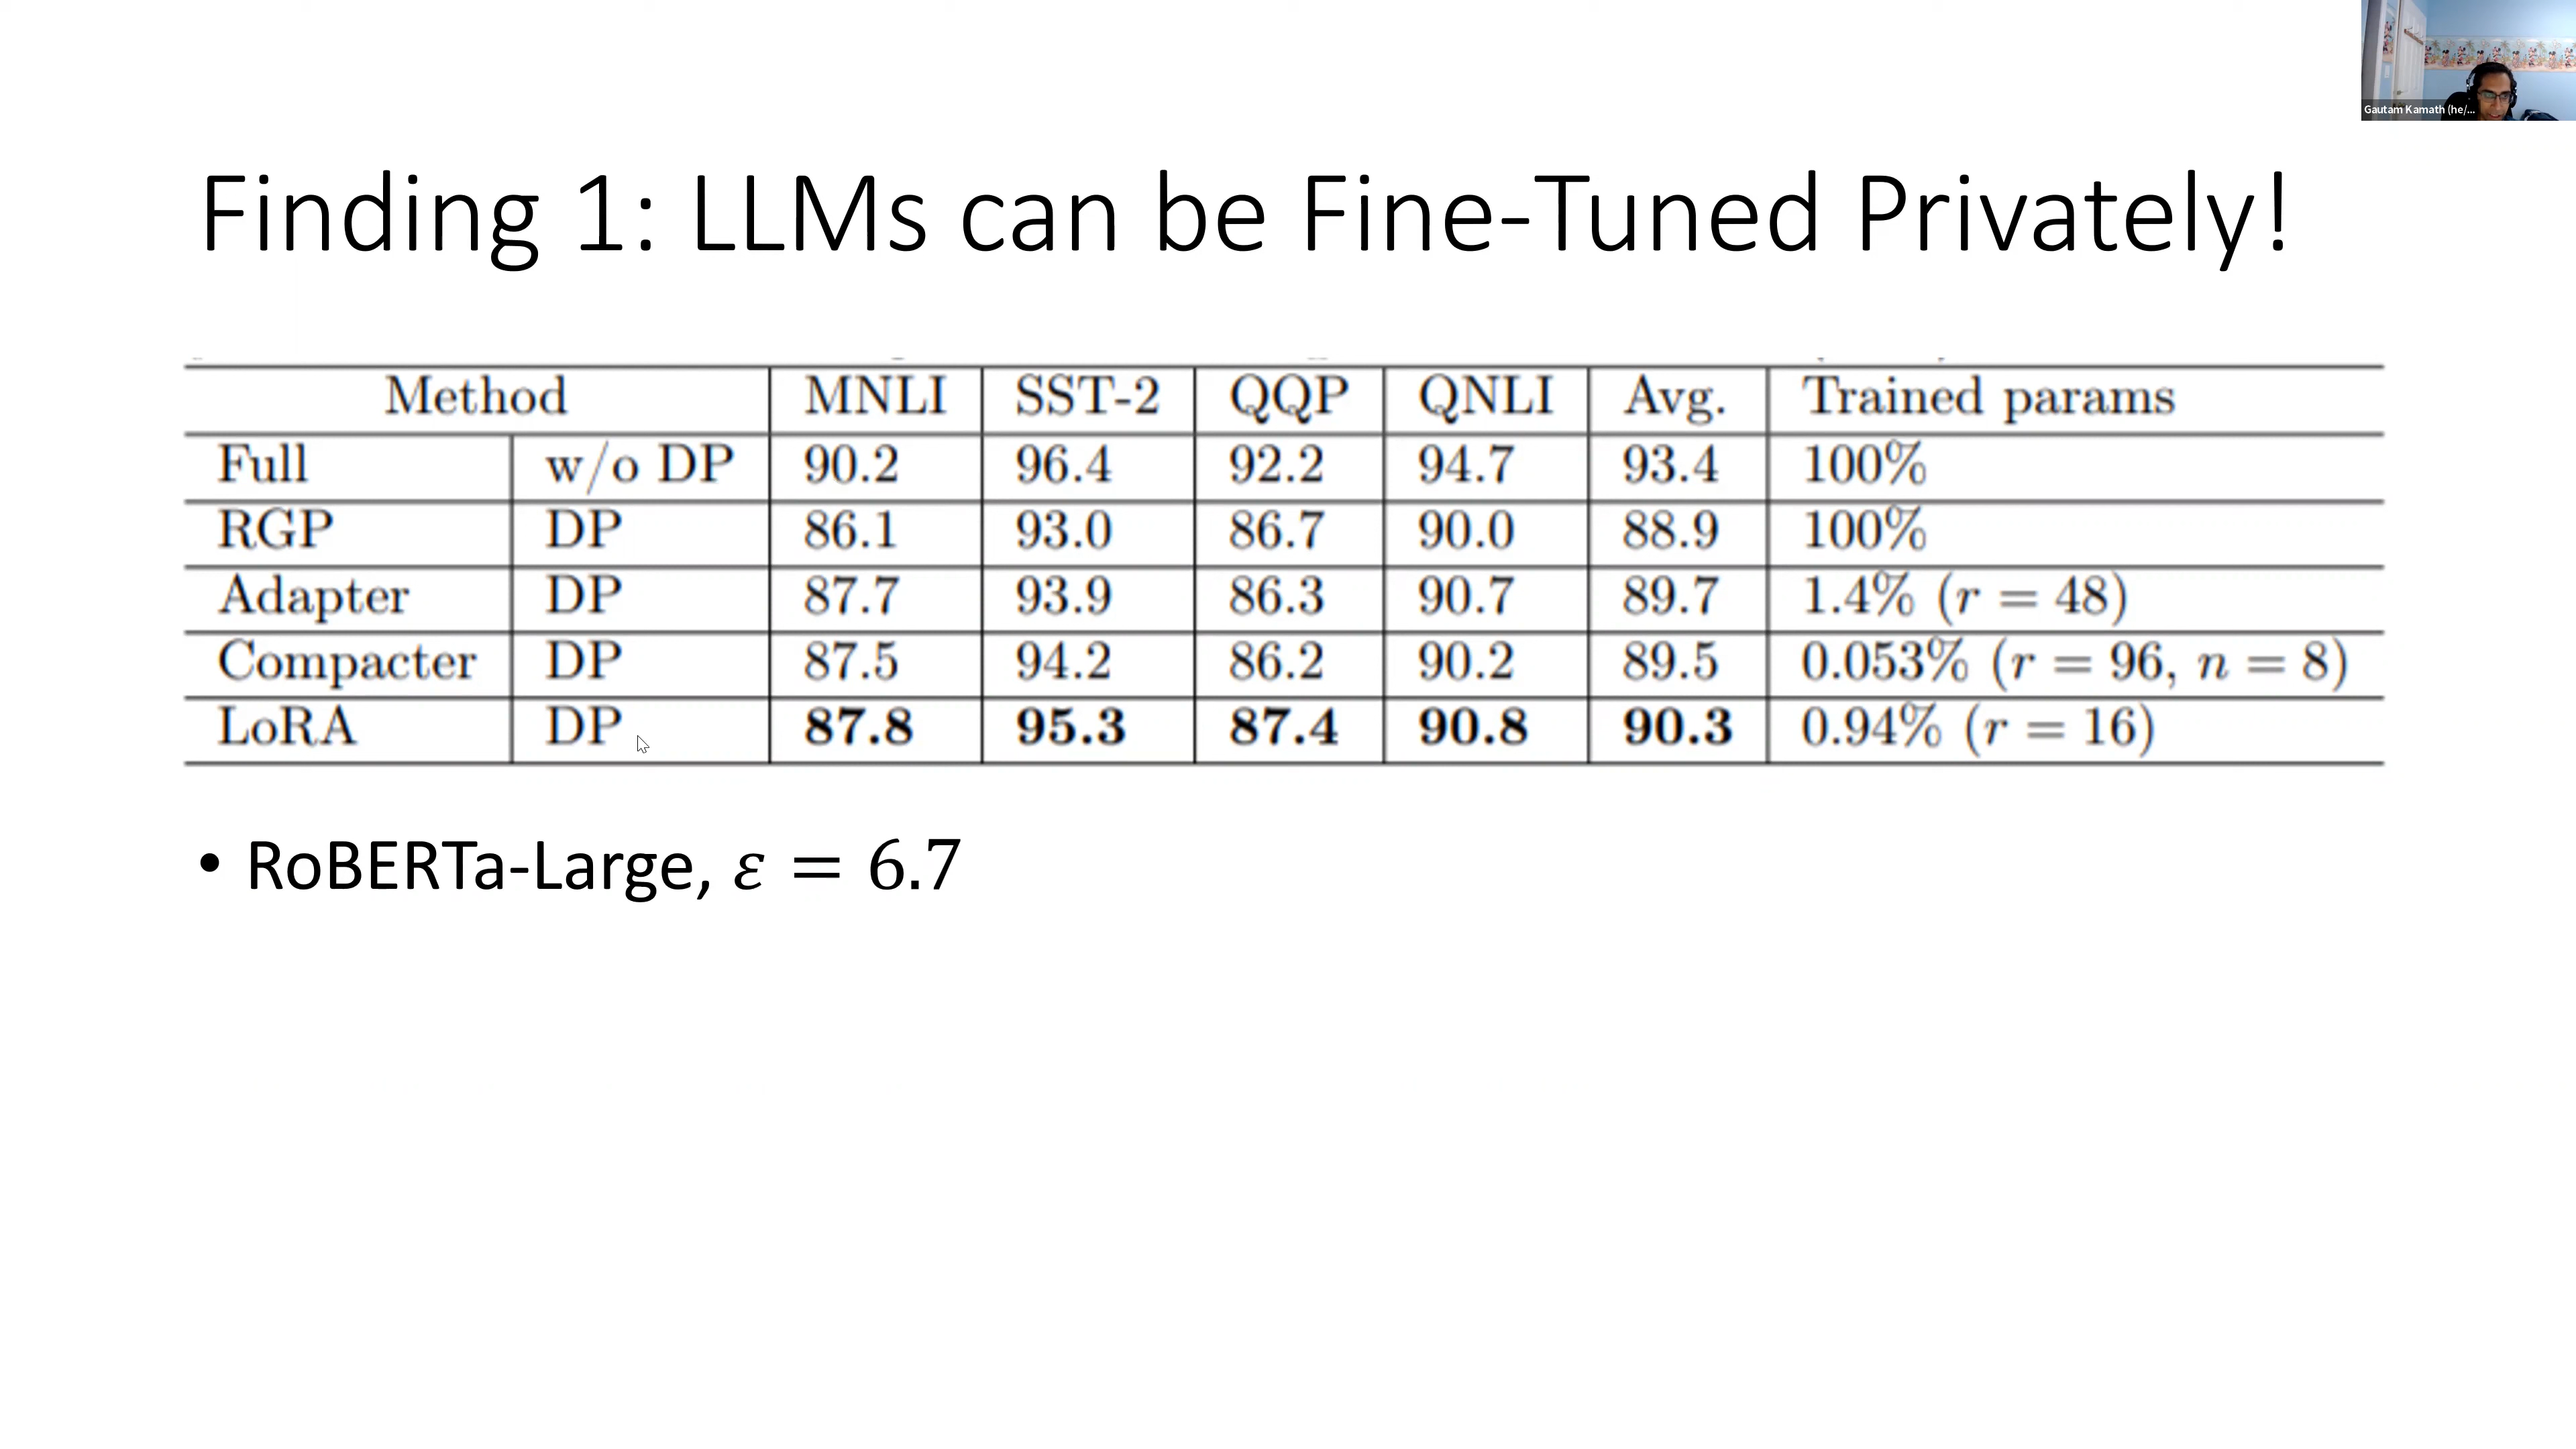 Gautam Kamath (he/...
Finding 1: LLMs can be Fine-Tuned Privately!
Method MNLI SST-2 QQP QNLI Avg. Trained params
Full w/o DP 90.2 96.4 92.2 94.7 93.4 100%
RGP DP 86.1 93.0 86.7 90.0 88.9 100%
Adapter DP 87.7 93.9 86.3 90.7 89.7 1.4% (r = 48)
Compacter DP 87.5 94.2 86.2 90.2 89.5 0.053% (r = 96, n = 8)
LoRA DP 87.8 95.3 87.4 90.8 90.3 0.94% (r = 16)
• RoBERTa-Large, ε = 6.7